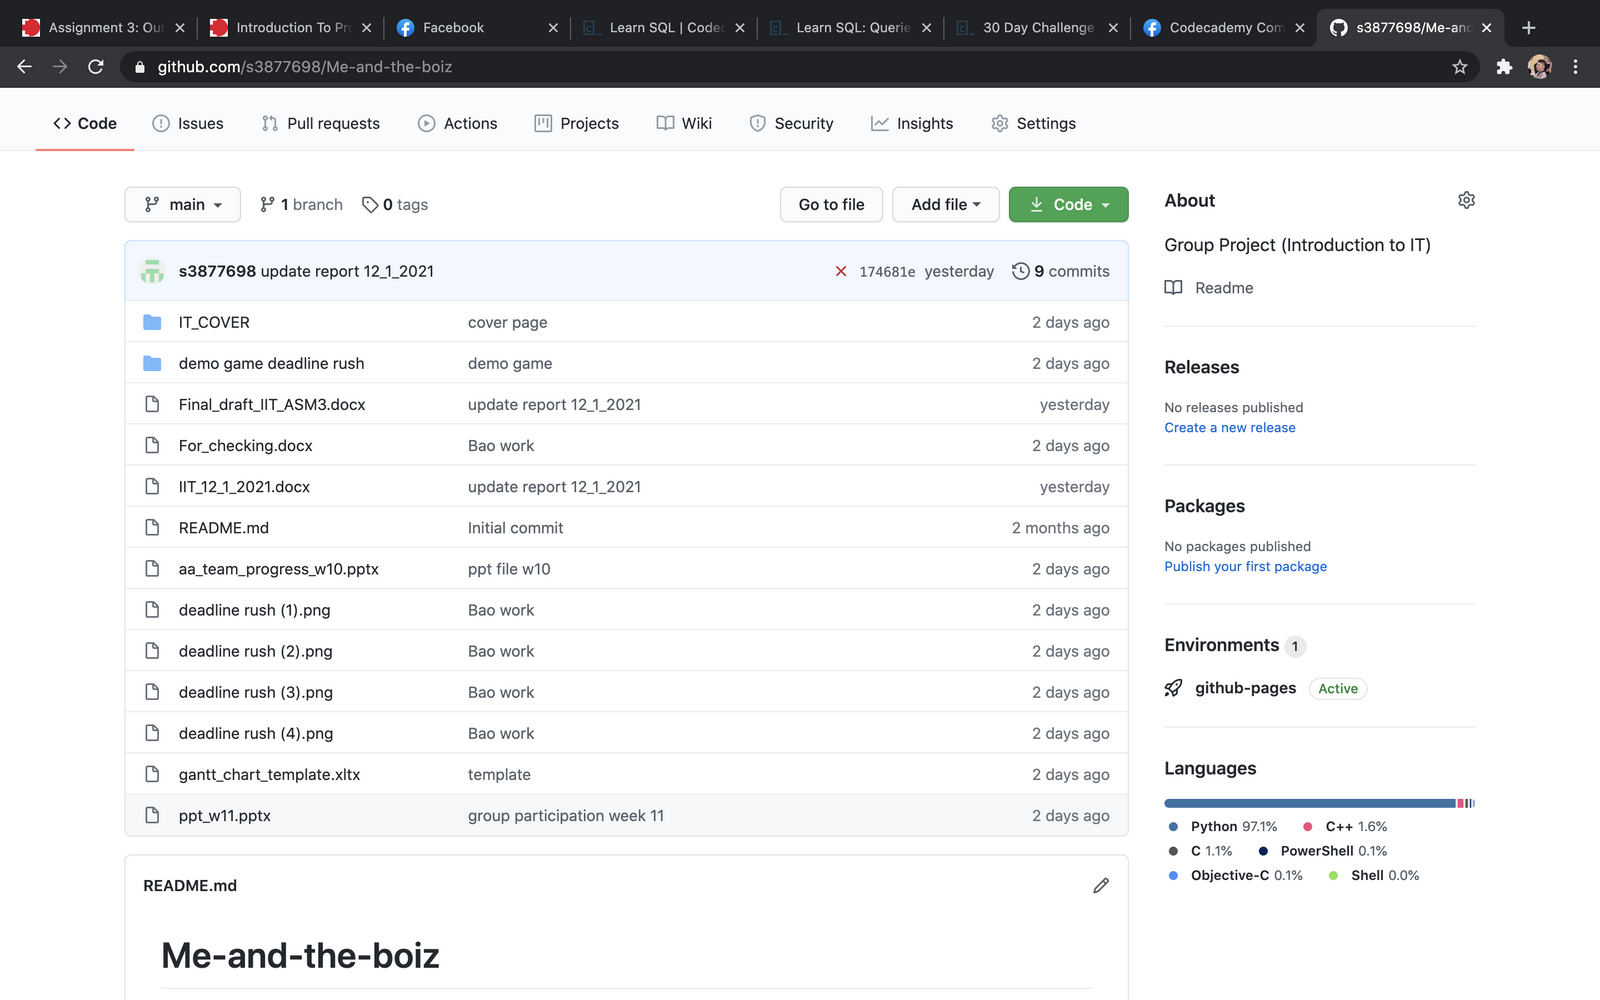 Assignment 3: Our
Introduction To Pro
Facebook
Learn SQL | Codec
Learn SQL: Querie
30 Day Challenge
Codecademy Com
s3877698/Me-and
github.com/s3877698/Me-and-the-boiz
Code
Issues
Pull requests
Actions
Projects
Wiki
Security
Insights
Settings
main
1 branch
0 tags
Go to file
Add file
Code
s3877698 update report 12_1_2021
174681e yesterday
9 commits
IT_COVER cover page 2 days ago
demo game deadline rush demo game 2 days ago
Final_draft_IIT_ASM3.docx update report 12_1_2021 yesterday
For_checking.docx Bao work 2 days ago
IIT_12_1_2021.docx update report 12_1_2021 yesterday
README.md Initial commit 2 months ago
aa_team_progress_w10.pptx ppt file w10 2 days ago
deadline rush (1).png Bao work 2 days ago
deadline rush (2).png Bao work 2 days ago
deadline rush (3).png Bao work 2 days ago
deadline rush (4).png Bao work 2 days ago
gantt_chart_template.xltx template 2 days ago
ppt_w11.pptx group participation week 11 2 days ago
README.md
Me-and-the-boiz
About
Group Project (Introduction to IT)
Readme
Releases
No releases published
Create a new release
Packages
No packages published
Publish your first package
Environments 1
github-pages Active
Languages
Python 97.1% C++ 1.6%
C 1.1% PowerShell 0.1%
Objective-C 0.1% Shell 0.0%